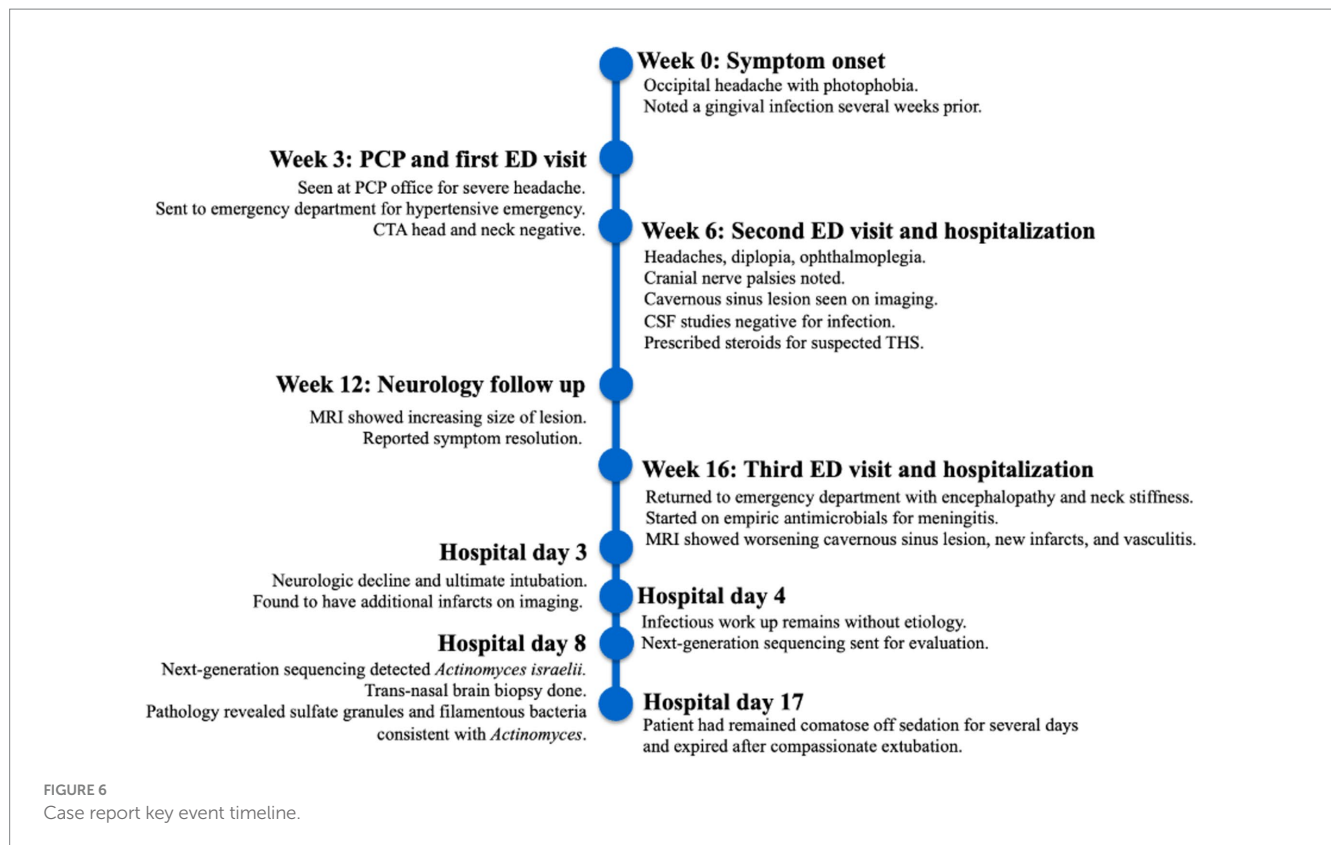 Week 0: Symptom onset
Occipital headache with photophobia.
Noted a gingival infection several weeks prior.
Week 3: PCP and first ED visit
Seen at PCP office for severe headache.
Sent to emergency department for hypertensive emergency.
CTA head and neck negative.
Week 6: Second ED visit and hospitalization
Headaches, diplopia, ophthalmoplegia.
Cranial nerve palsies noted.
Cavernous sinus lesion seen on imaging.
CSF studies negative for infection.
Prescribed steroids for suspected THS.
Week 12: Neurology follow up
MRI showed increasing size of lesion.
Reported symptom resolution.
Week 16: Third ED visit and hospitalization
Returned to emergency department with encephalopathy and neck stiffness.
Started on empiric antimicrobials for meningitis.
MRI showed worsening cavernous sinus lesion, new infarcts, and vasculitis.
Hospital day 3
Neurologic decline and ultimate intubation.
Found to have additional infarcts on imaging.
Hospital day 4
Infectious work up remains without etiology.
Next-generation sequencing sent for evaluation.
Hospital day 8
Next-generation sequencing detected Actinomyces israelii.
Trans-nasal brain biopsy done.
Pathology revealed sulfate granules and filamentous bacteria
consistent with Actinomyces.
Hospital day 17
Patient had remained comatose off sedation for several days
and expired after compassionate extubation.
FIGURE 6
Case report key event timeline.